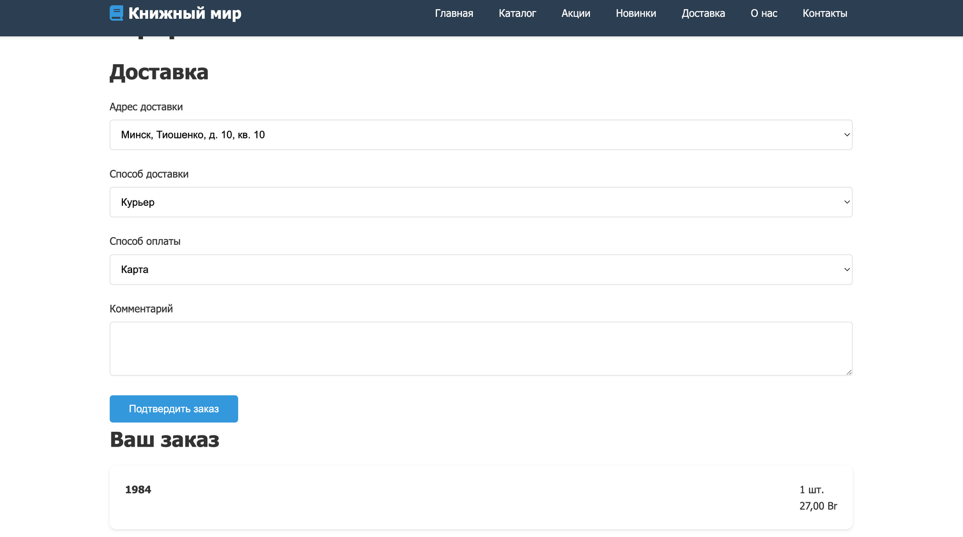 Книжный мир
Главная Каталог Акции Новинки Доставка О нас Контакты
Доставка
Адрес доставки
Минск, Тиошенко, д. 10, кв. 10
Способ доставки
Курьер
Способ оплаты
Карта
Комментарий
Подтвердить заказ
Ваш заказ
1984
1 шт.
27,00 Br